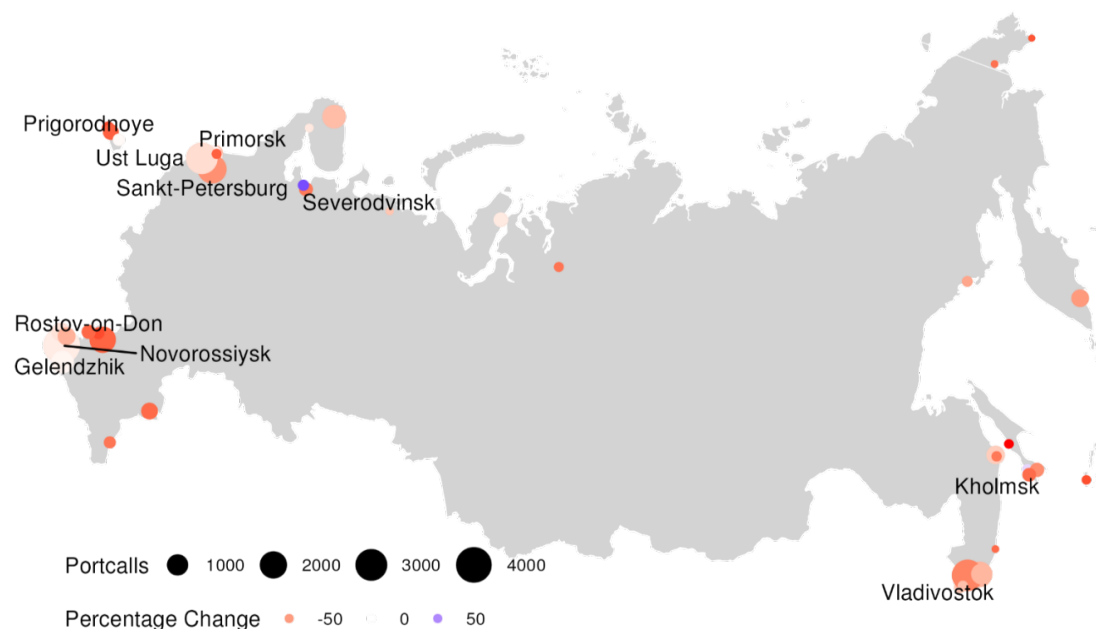 Prigorodnoye
Primorsk
Ust Luga
Sankt-Petersburg
Severodvinsk
Rostov-on-Don
Novorossiysk
Gelendzhik
Kholmsk
Vladivostok
Portcalls 1000 2000 3000 4000
Percentage Change -50 0 50